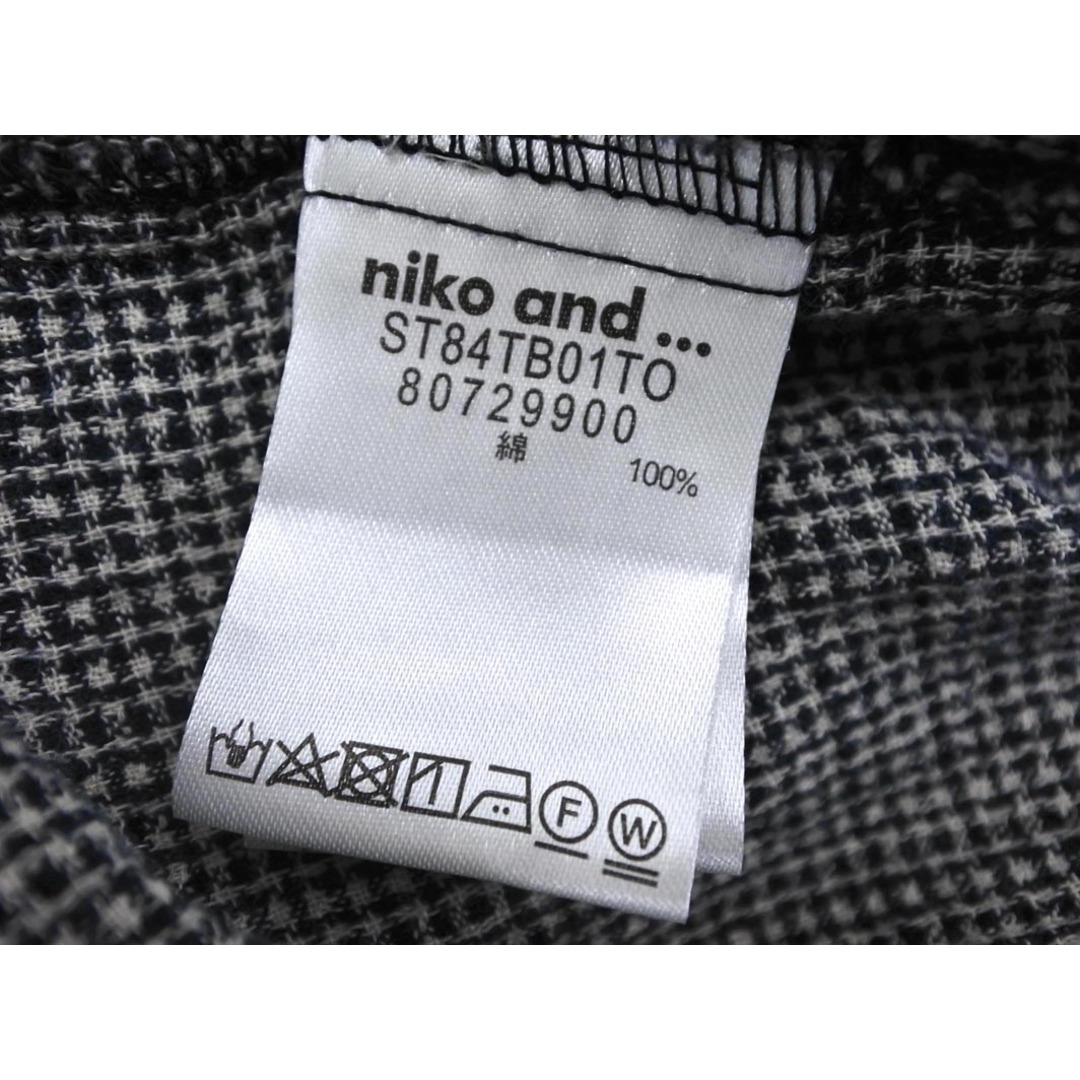 niko and ...
ST84TB01TO
80729900
綿 100%
F W